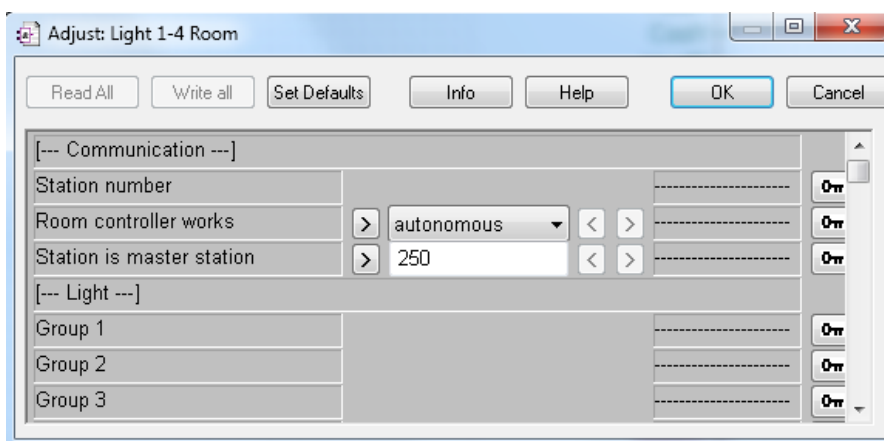 Adjust: Light 1-4 Room
Read All Write all Set Defaults Info Help OK Cancel
[--- Communication ---]
Station number ----------------------
Room controller works > autonomous < > ----------------------
Station is master station > 250 < > ----------------------
[--- Light ---]
Group 1 ----------------------
Group 2 ----------------------
Group 3 ----------------------